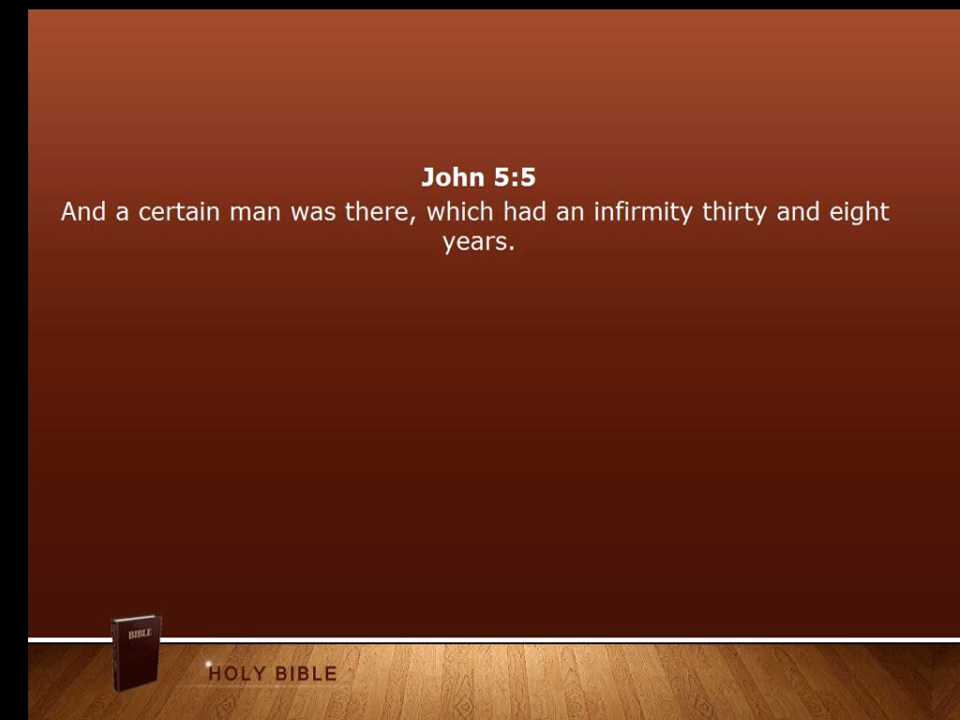 John 5:5
And a certain man was there, which had an infirmity thirty and eight
years.
BIBLE
HOLY BIBLE